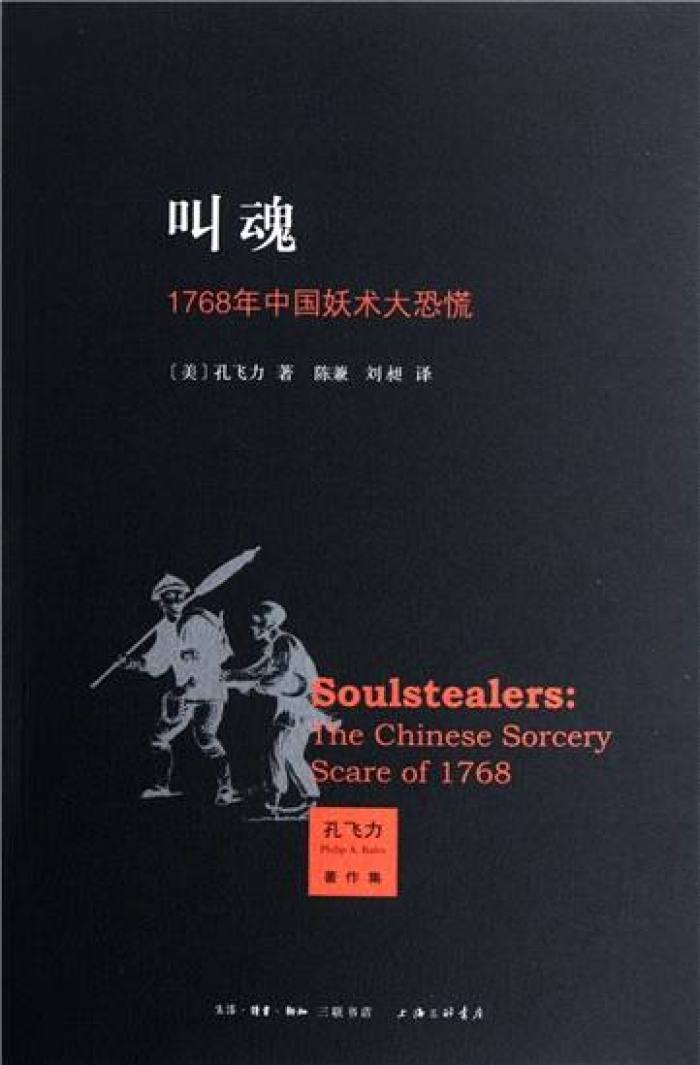 叫魂
1768年中国妖术大恐慌
〔美〕孔飞力 著 陈兼 刘昶 译
Soulstealers:
The Chinese Sorcery
Scare of 1768
孔飞力
Philip A. Kuhn
著作集
生活·讀書·新知 三联书店 上海三联书店